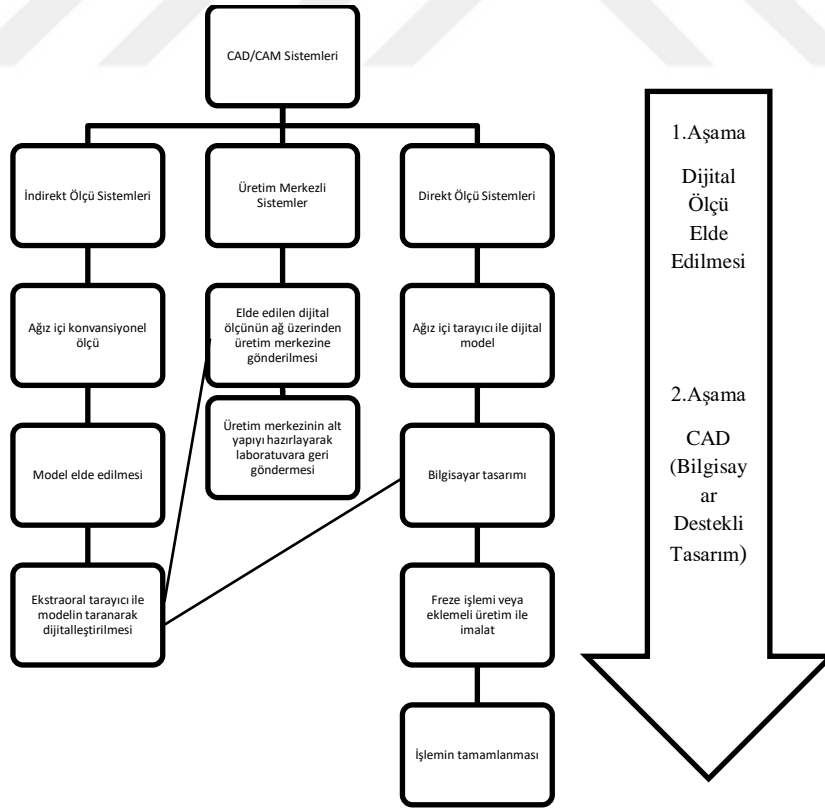 CAD/CAM Sistemleri
İndirekt Ölçü Sistemleri
Üretim Merkezli
Sistemler
Direkt Ölçü Sistemleri
Ağız içi konvansiyonel
ölçü
Elde edilen dijital
ölçünün ağ üzerinden
üretim merkezine
gönderilmesi
Ağız içi tarayıcı ile dijital
model
Model elde edilmesi
Üretim merkezinin alt
yapıyı hazırlayarak
laboratuvara geri
göndermesi
Bilgisayar tasarımı
Ekstraoral tarayıcı ile
modelin taranarak
dijitalleştirilmesi
Freze işlemi veya
eklemeli üretim ile
imalat
İşlemin tamamlanması
1.Aşama
Dijital
Ölçü
Elde
Edilmesi
2.Aşama
CAD
(Bilgisay
ar
Destekli
Tasarım)